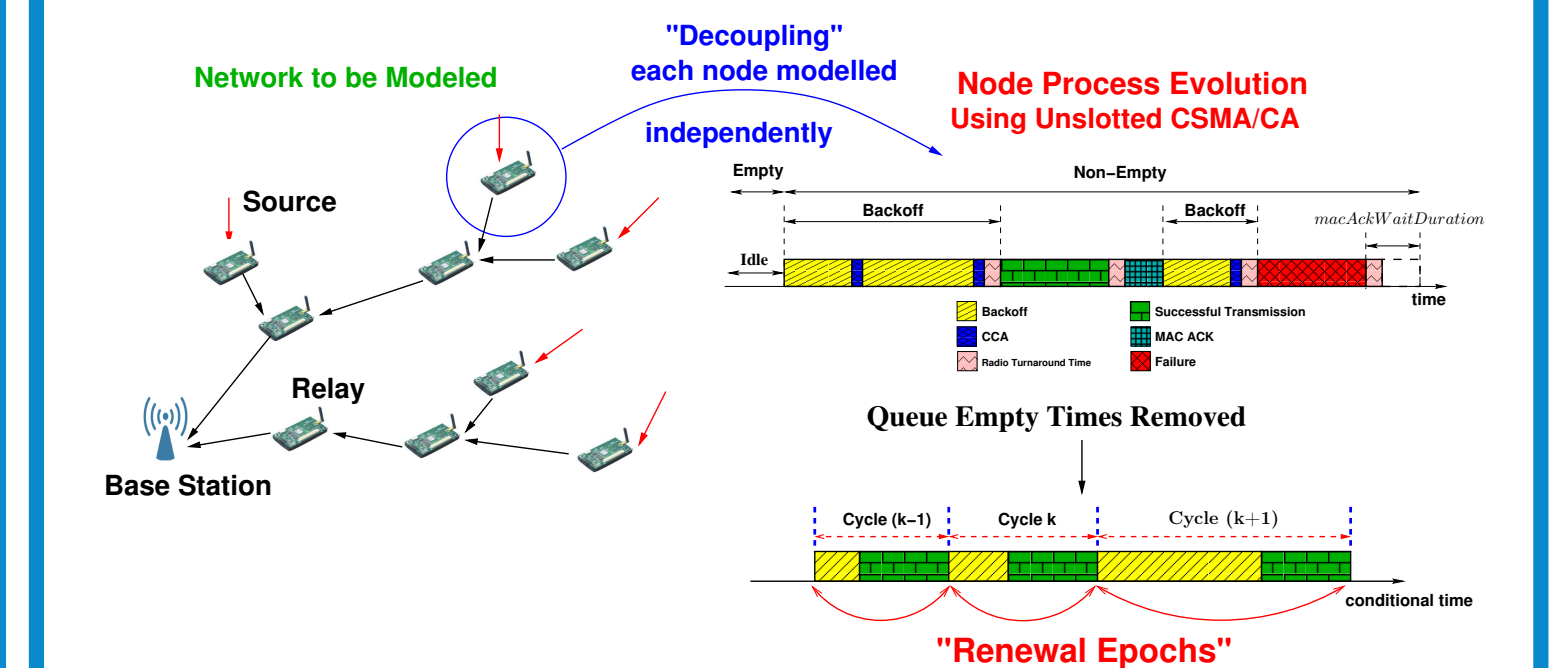 "Decoupling"
each node modelled
independently
Network to be Modeled
Node Process Evolution
Using Unslotted CSMA/CA
Source
Relay
Base Station
Empty
Non−Empty
Backoff
Backoff
macAckWaitDuration
Idle
time
Backoff
Successful Transmission
CCA
MAC ACK
Radio Turnaround Time
Failure
Queue Empty Times Removed
Cycle (k−1)
Cycle k
Cycle (k+1)
conditional time
"Renewal Epochs"